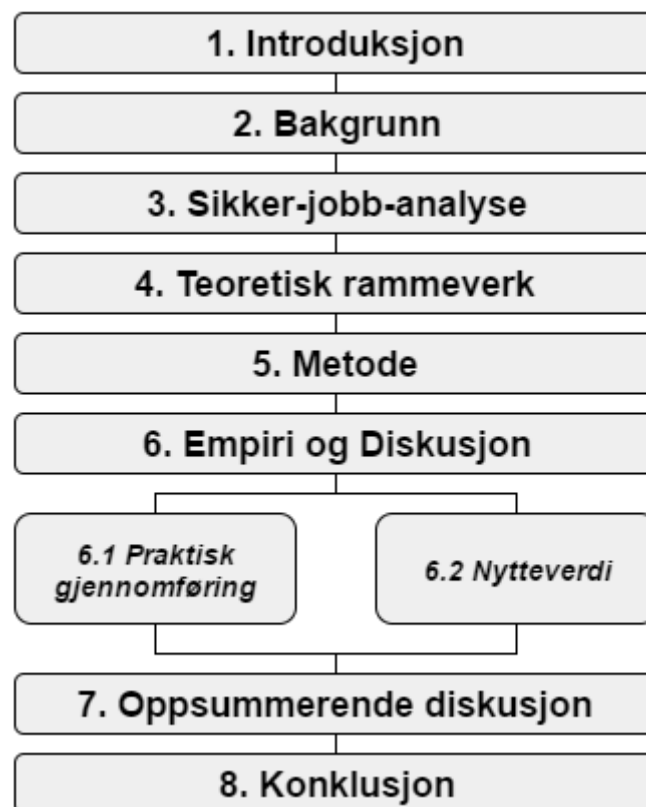 1. Introduksjon
2. Bakgrunn
3. Sikker-jobb-analyse
4. Teoretisk rammeverk
5. Metode
6. Empiri og Diskusjon
6.1 Praktisk
gjennomføring
6.2 Nytteverdi
7. Oppsummerende diskusjon
8. Konklusjon